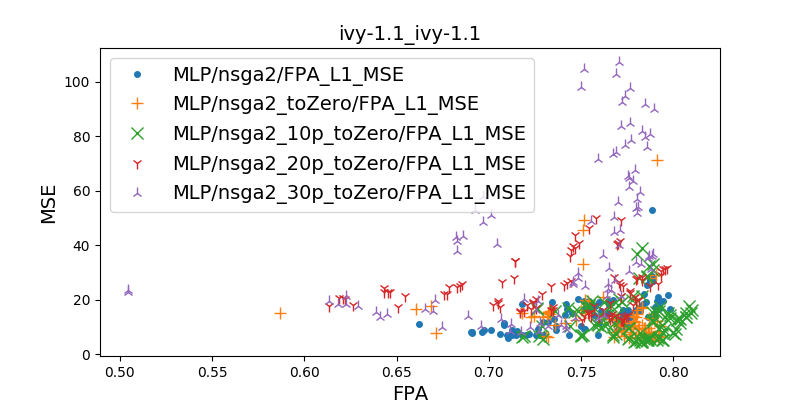 ivy-1.1_ivy-1.1
MLP/nsga2/FPA_L1_MSE
MLP/nsga2_toZero/FPA_L1_MSE
MLP/nsga2_10p_toZero/FPA_L1_MSE
MLP/nsga2_20p_toZero/FPA_L1_MSE
MLP/nsga2_30p_toZero/FPA_L1_MSE
MSE
100
80
60
40
20
0
0.50 0.55 0.60 0.65 0.70 0.75 0.80
FPA